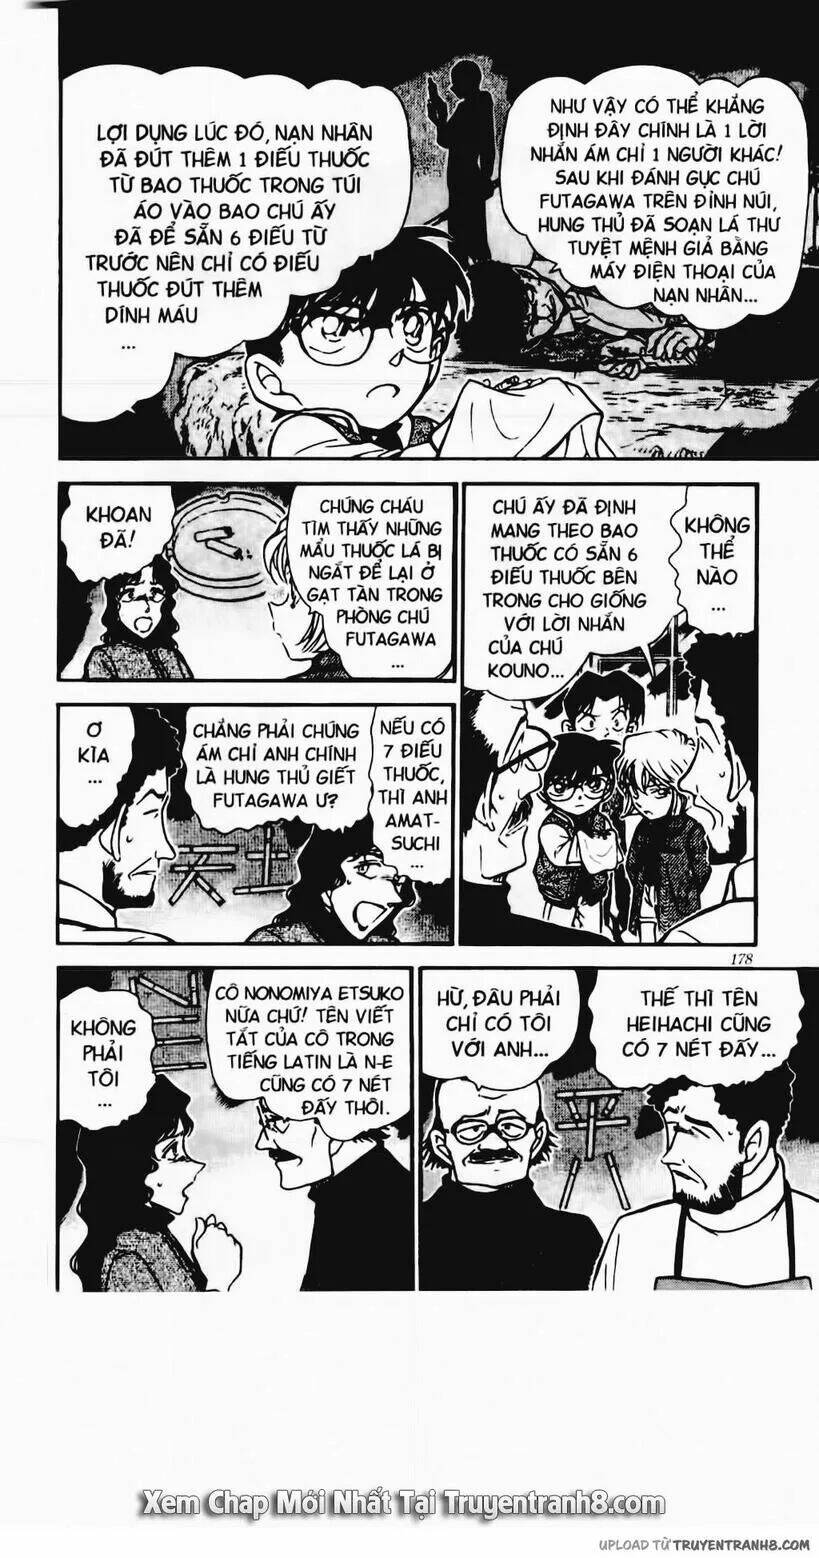 NHƯ VẬY CÓ THỂ KHẲNG
ĐỊNH ĐÂY CHÍNH LÀ 1 LỜI
NHẮN ÁM CHỈ 1 NGƯỜI KHÁC!
SAU KHI ĐÁNH GỤC CHÚ
FUTAGAWA TRÊN ĐỈNH NÚI,
HUNG THỦ ĐÃ SOẠN LÁ THƯ
TUYỆT MỆNH GIẢ BẰNG
MÁY ĐIỆN THOẠI CỦA
NẠN NHÂN...
LỢI DỤNG LÚC ĐÓ, NẠN NHÂN
ĐÃ ĐÚT THÊM 1 ĐIẾU THUỐC
TỪ BAO THUỐC TRONG TÚI
ÁO VÀO BAO CHÚ ẤY
ĐÃ ĐỂ SẴN 6 ĐIẾU TỪ
TRƯỚC NÊN CHỈ CÓ ĐIẾU
THUỐC ĐÚT THÊM
DÍNH MÁU
...
KHÔNG
THỂ
NÀO
...
CHÚ ẤY ĐÃ ĐỊNH
MANG THEO BAO
THUỐC CÓ SẴN 6
ĐIẾU THUỐC BÊN
TRONG CHO GIỐNG
VỚI LỜI NHẮN
CỦA CHÚ
KOUNO...
CHÚNG CHÁU
TÌM THẤY NHỮNG
MẨU THUỐC LÁ BỊ
NGẮT ĐỂ LẠI Ở
GẠT TÀN TRONG
PHÒNG CHÚ
FUTAGAWA
...
KHOAN
ĐÃ!
NẾU CÓ
7 ĐIẾU
THUỐC,
THÌ ANH
AMAT-
SUCHI
...
CHẲNG PHẢI CHÚNG
ÁM CHỈ ANH CHÍNH
LÀ HUNG THỦ GIẾT
FUTAGAWA Ư?
Ơ
KÌA
...
天土
178
THẾ THÌ TÊN
HEIHACHI CŨNG
CÓ 7 NÉT ĐẤY...
HỪ, ĐÂU PHẢI
CHỈ CÓ TÔI
VỚI ANH...
平八
CÔ NONOMIYA ETSUKO
NỮA CHỨ! TÊN VIẾT
TẮT CỦA CÔ TRONG
TIẾNG LATIN LÀ N-E
CŨNG CÓ 7 NÉT
ĐẤY THÔI.
KHÔNG
PHẢI
TÔI
...
Xem Chap Mới Nhất Tại Truyentranh8.com
UPLOAD TỪ TRUYENTRANH8.COM